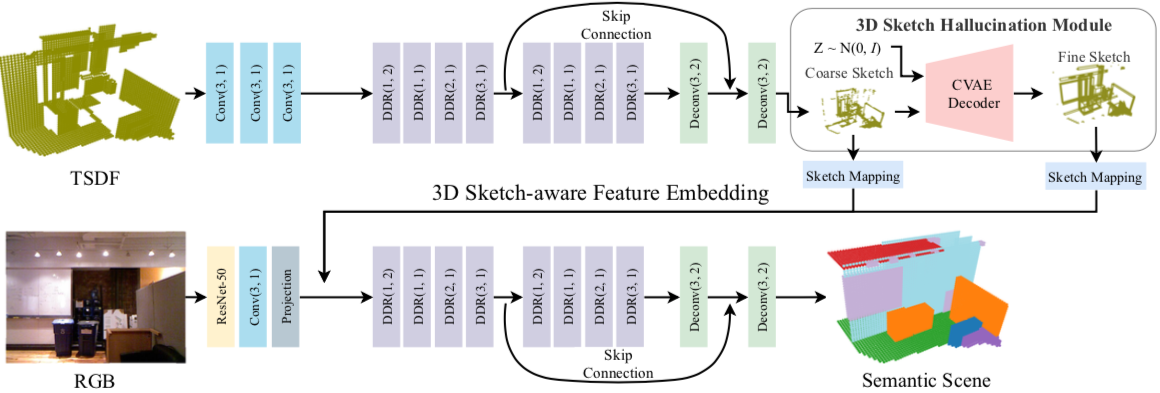 3D Sketch Hallucination Module
Skip
Connection
Z ~ N(0, I)
Coarse Sketch
Fine Sketch
CVAE
Decoder
Conv(3, 1)
Conv(3, 1)
Conv(3, 1)
DDR(1, 2)
DDR(1, 1)
DDR(2, 1)
DDR(3, 1)
DDR(1, 2)
DDR(1, 1)
DDR(2, 1)
DDR(3, 1)
Deconv(3, 2)
Deconv(3, 2)
TSDF
Sketch Mapping
Sketch Mapping
3D Sketch-aware Feature Embedding
ResNet-50
Conv(3, 1)
Projection
DDR(1, 2)
DDR(1, 1)
DDR(2, 1)
DDR(3, 1)
DDR(1, 2)
DDR(1, 1)
DDR(2, 1)
DDR(3, 1)
Deconv(3, 2)
Deconv(3, 2)
Skip
Connection
RGB
Semantic Scene